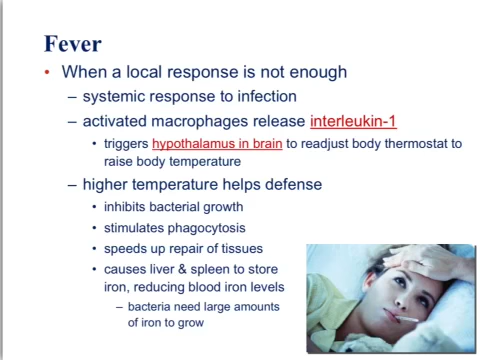 Fever
• When a local response is not enough
– systemic response to infection
– activated macrophages release interleukin-1
• triggers hypothalamus in brain to readjust body thermostat to
raise body temperature
– higher temperature helps defense
• inhibits bacterial growth
• stimulates phagocytosis
• speeds up repair of tissues
• causes liver & spleen to store
iron, reducing blood iron levels
– bacteria need large amounts
of iron to grow